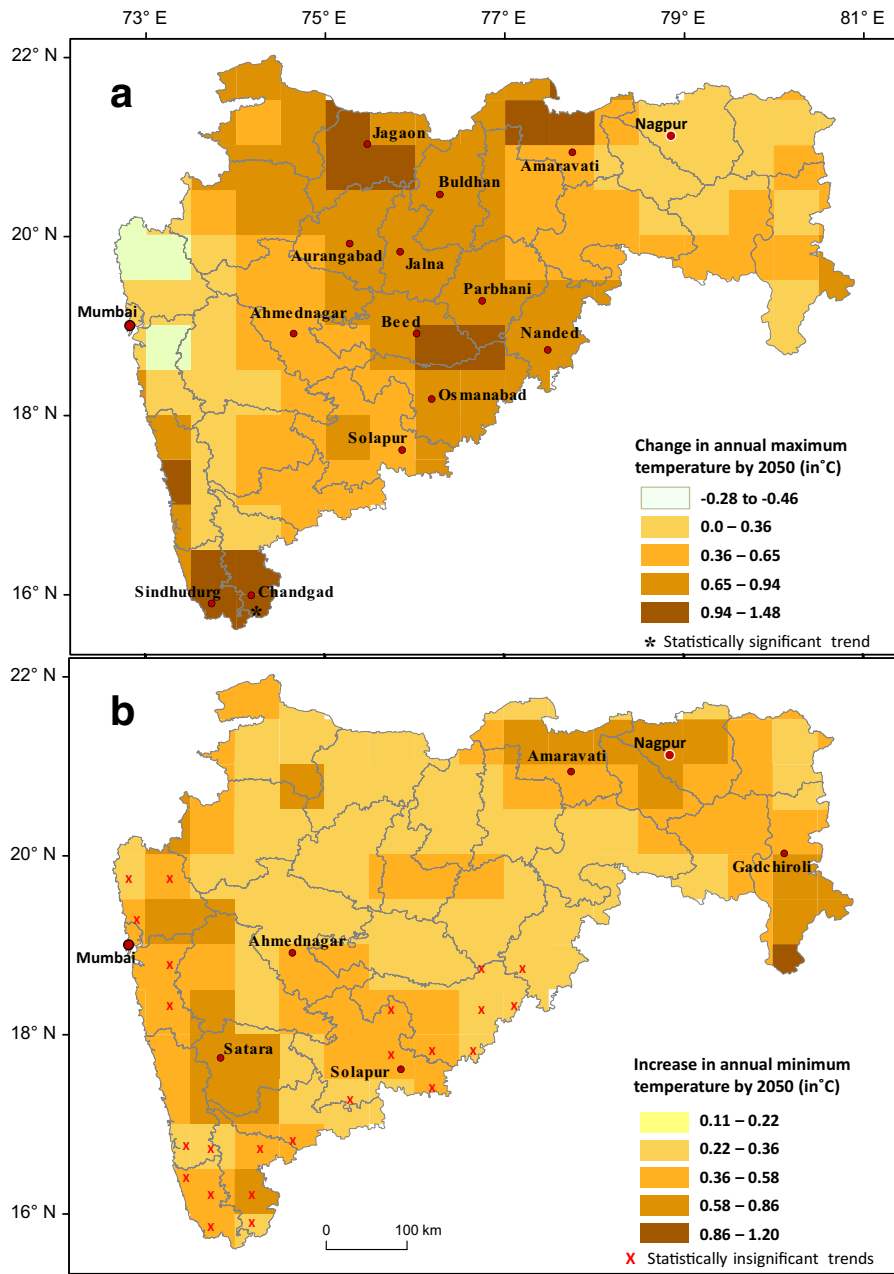 73° E 75° E 77° E 79° E 81° E
22° N
a
Jagaon
Nagpur
Amaravati
Buldhan
20° N
Aurangabad
Jalna
Parbhani
Mumbai
Ahmednagar
Beed
Nanded
18° N
Osmanabad
Solapur
Change in annual maximum
temperature by 2050 (in˚C)
-0.28 to -0.46
0.0 – 0.36
0.36 – 0.65
0.65 – 0.94
0.94 – 1.48
* Statistically significant trend
16° N
Sindhudurg
Chandgad
*
22° N
b
Nagpur
Amaravati
20° N
Gadchiroli
Mumbai
Ahmednagar
X X X X X X X X X X X X X X X X X X X X X X X X
18° N
Satara
Solapur
Increase in annual minimum
temperature by 2050 (in˚C)
0.11 – 0.22
0.22 – 0.36
0.36 – 0.58
0.58 – 0.86
0.86 – 1.20
X Statistically insignificant trends
16° N
0 100 km